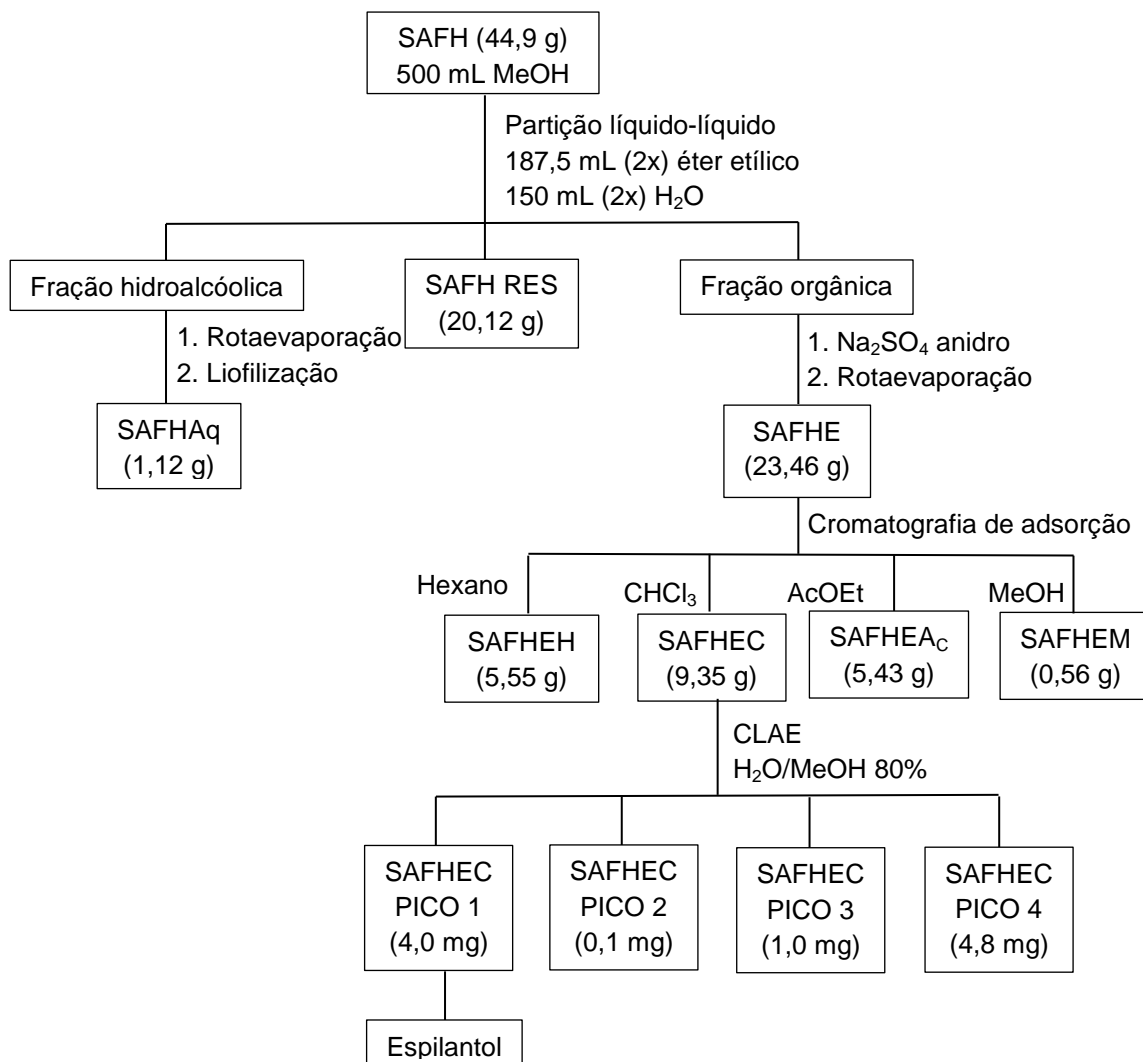 SAFH (44,9 g)
500 mL MeOH
Partição líquido-líquido
187,5 mL (2x) éter etílico
150 mL (2x) H₂O
Fração hidroalcóolica
SAFH RES
(20,12 g)
Fração orgânica
1. Rotaevaporação
2. Liofilização
1. Na₂SO₄ anidro
2. Rotaevaporação
SAFHAq
(1,12 g)
SAFHE
(23,46 g)
Cromatografia de adsorção
Hexano
CHCl₃
AcOEt
MeOH
SAFHEH
(5,55 g)
SAFHEC
(9,35 g)
SAFHEA_C
(5,43 g)
SAFHEM
(0,56 g)
CLAE
H₂O/MeOH 80%
SAFHEC
PICO 1
(4,0 mg)
SAFHEC
PICO 2
(0,1 mg)
SAFHEC
PICO 3
(1,0 mg)
SAFHEC
PICO 4
(4,8 mg)
Espilantol